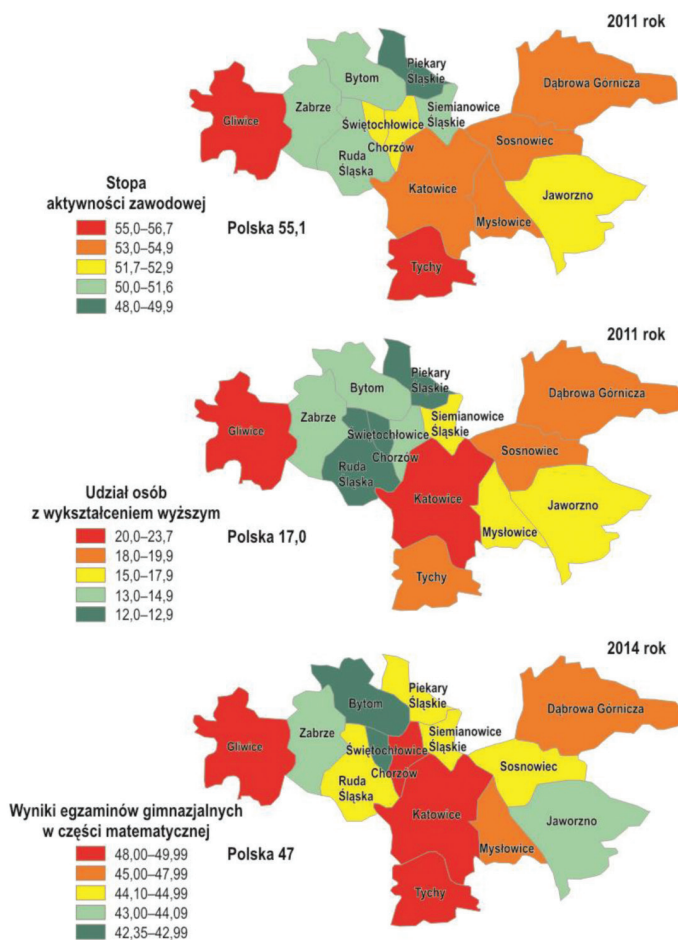 2011 rok
Piekary
Śląskie
Bytom
Dąbrowa Górnicza
Zabrze
Siemianowice
Śląskie
Gliwice
Świętochłowice
Sosnowiec
Chorzów
Ruda
Śląska
Katowice
Jaworzno
Mysłowice
Tychy
Stopa
aktywności zawodowej
Polska 55,1
55,0–56,7
53,0–54,9
51,7–52,9
50,0–51,6
48,0–49,9
2011 rok
Piekary
Śląskie
Bytom
Dąbrowa Górnicza
Zabrze
Siemianowice
Śląskie
Gliwice
Świętochłowice
Sosnowiec
Chorzów
Ruda
Śląska
Katowice
Jaworzno
Mysłowice
Tychy
Udział osób
z wykształceniem wyższym
Polska 17,0
20,0–23,7
18,0–19,9
15,0–17,9
13,0–14,9
12,0–12,9
2014 rok
Piekary
Śląskie
Bytom
Dąbrowa Górnicza
Zabrze
Siemianowice
Śląskie
Gliwice
Świętochłowice
Sosnowiec
Chorzów
Ruda
Śląska
Katowice
Jaworzno
Mysłowice
Tychy
Wyniki egzaminów gimnazjalnych
w części matematycznej
Polska 47
48,00–49,99
45,00–47,99
44,10–44,99
43,00–44,09
42,35–42,99